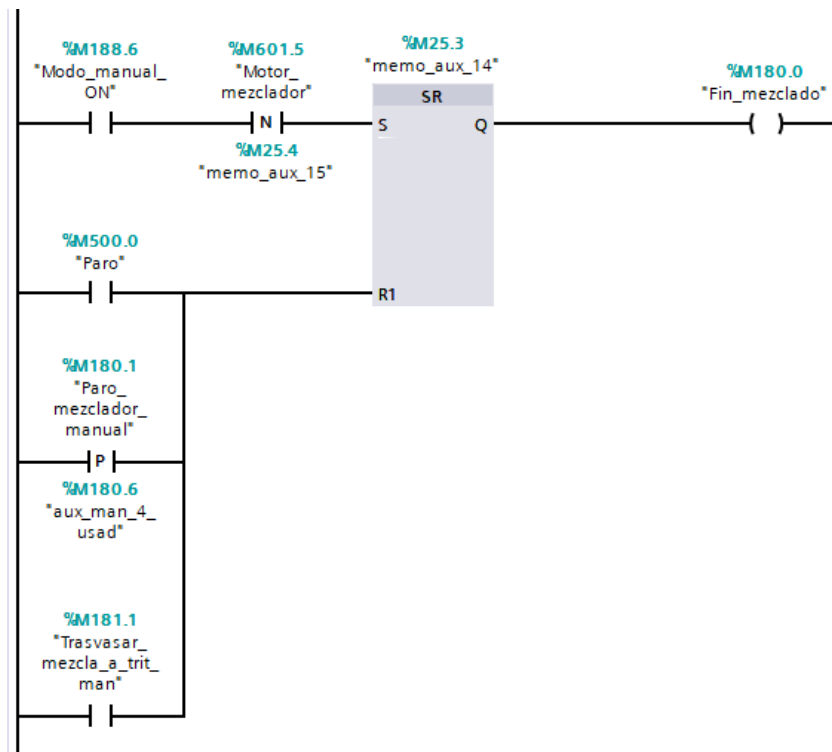 %M188.6
"Modo_manual_
ON"
%M601.5
"Motor_
mezclador"
N
%M25.4
"memo_aux_15"
%M25.3
"memo_aux_14"
SR
S
Q
R1
%M180.0
"Fin_mezclado"
%M500.0
"Paro"
%M180.1
"Paro_
mezclador_
manual"
P
%M180.6
"aux_man_4_
usad"
%M181.1
"Trasvasar_
mezcla_a_trit_
man"